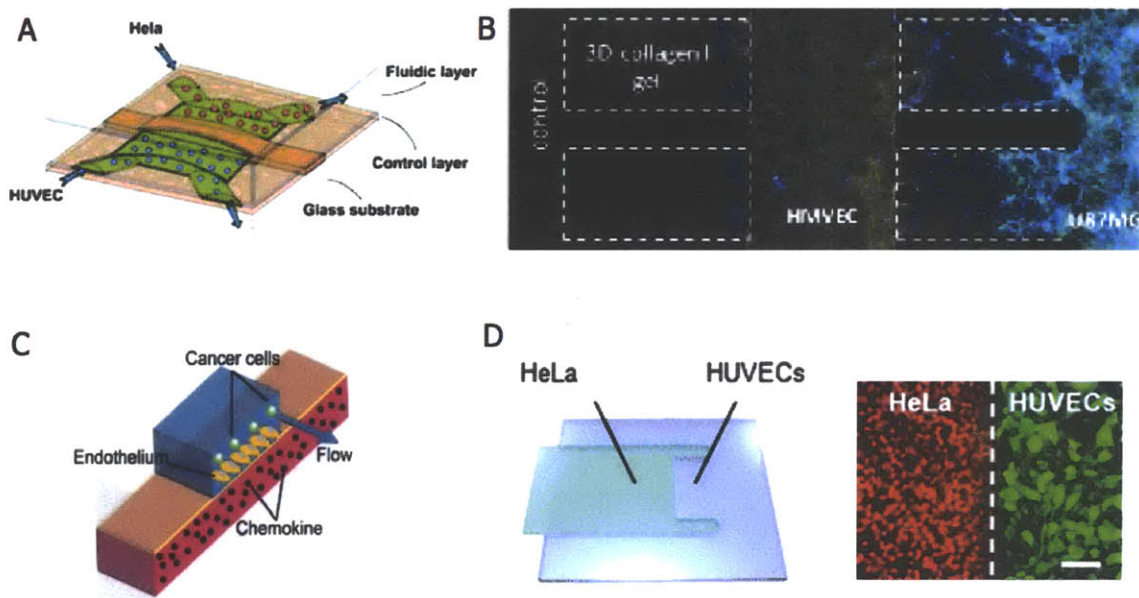 A
Hela
Fluidic layer
Control layer
HUVEC
Glass substrate
B
control
3D collagen I
gel
HMVEC
U87MG
C
Cancer cells
Endothelium
Flow
Chemokine
D
HeLa
HUVECs
HeLa
HUVECs